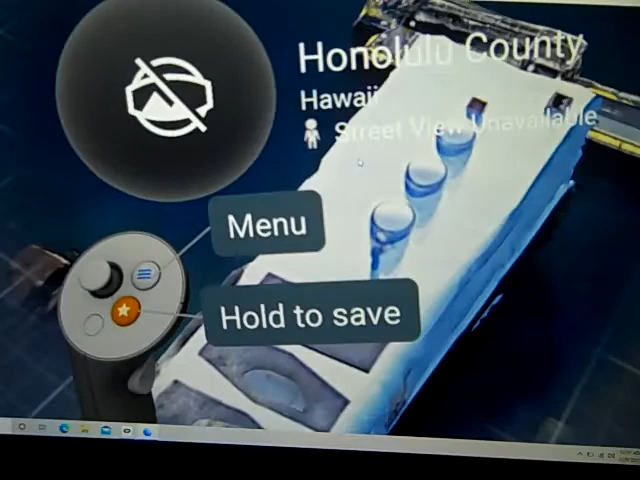 Honolulu County
Hawaii
Street View Unavailable
Menu
Hold to save